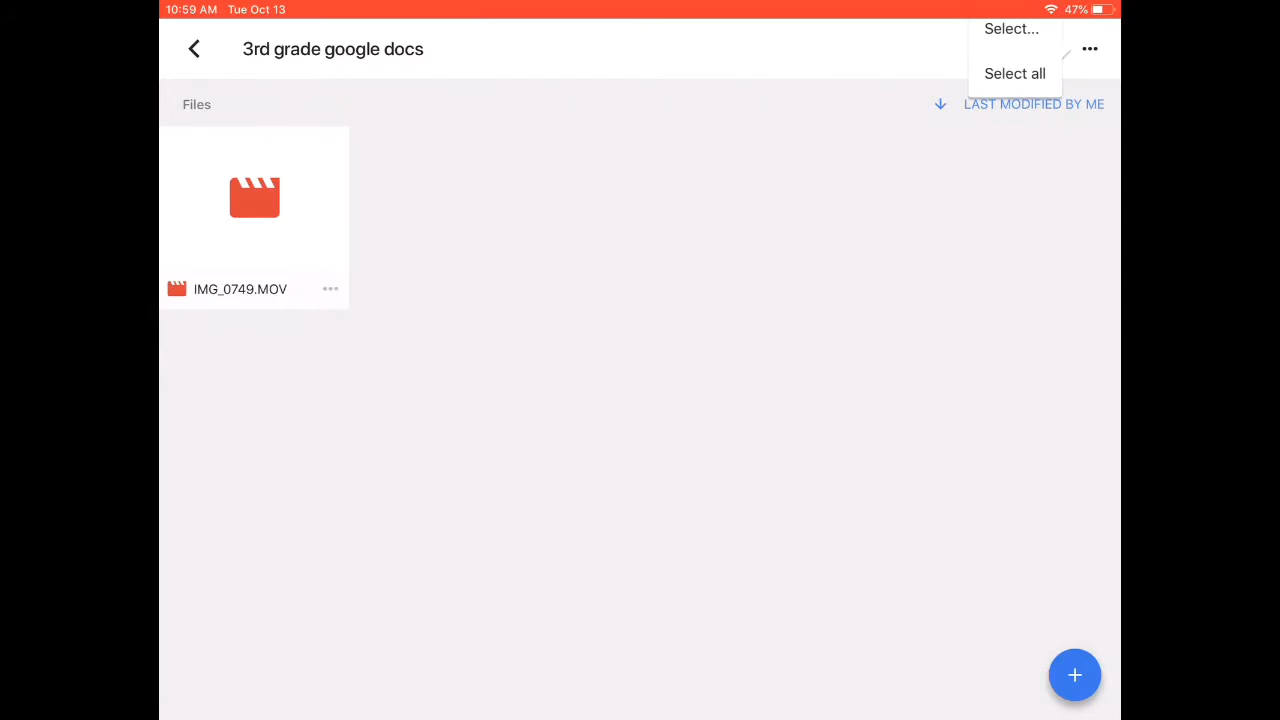 10:59 AM Tue Oct 13
47%
3rd grade google docs
Select...
Select all
Files
LAST MODIFIED BY ME
IMG_0749.MOV